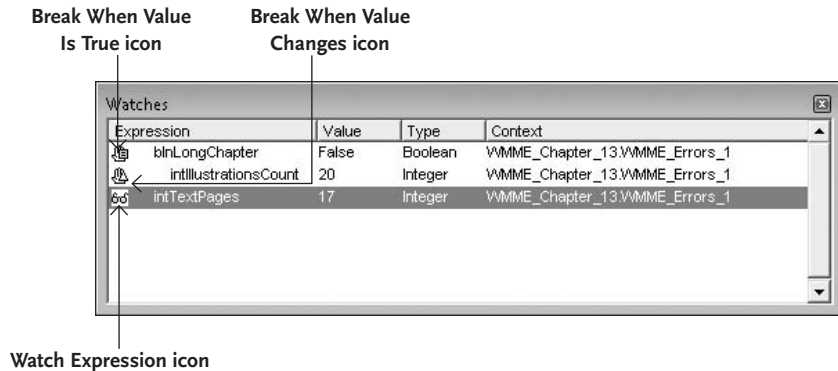 Break When Value
Is True icon
Break When Value
Changes icon
Watches
Expression Value Type Context
blnLongChapter False Boolean WMME_Chapter_13.WMME_Errors_1
intIllustrationsCount 20 Integer WMME_Chapter_13.WMME_Errors_1
intTextPages 17 Integer WMME_Chapter_13.WMME_Errors_1
Watch Expression icon